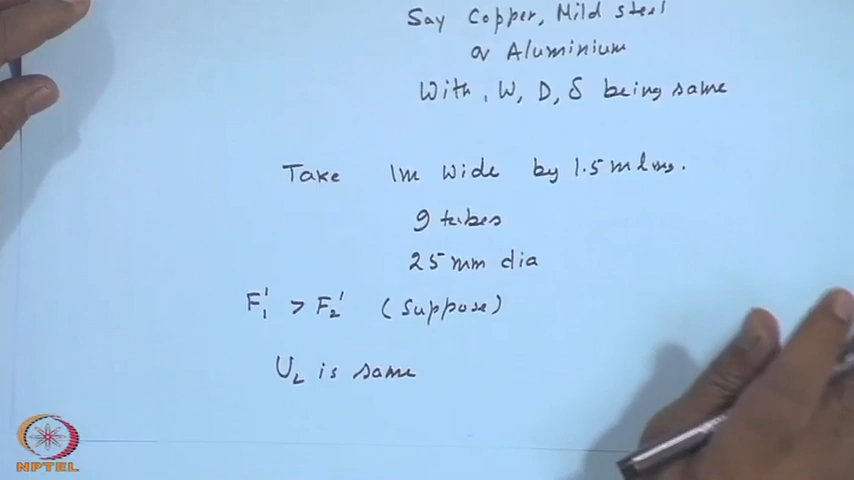 Say Copper, Mild steel
or Aluminium
With, W, D, δ being same
Take 1m wide by 1.5 m long.
9 tubes
25 mm dia
F₁' > F₂' (Suppose)
U_L is same
NPTEL